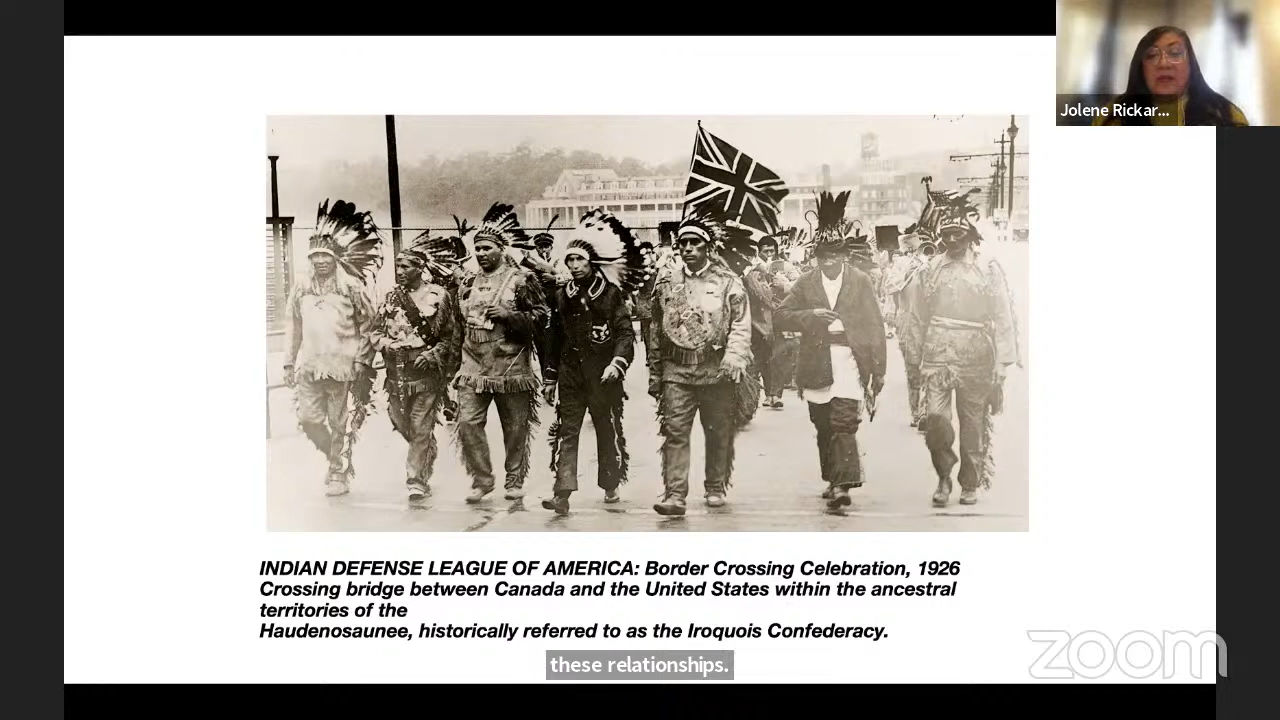 Jolene Rickar...
INDIAN DEFENSE LEAGUE OF AMERICA: Border Crossing Celebration, 1926
Crossing bridge between Canada and the United States within the ancestral
territories of the
Haudenosaunee, historically referred to as the Iroquois Confederacy.
these relationships.
zoom